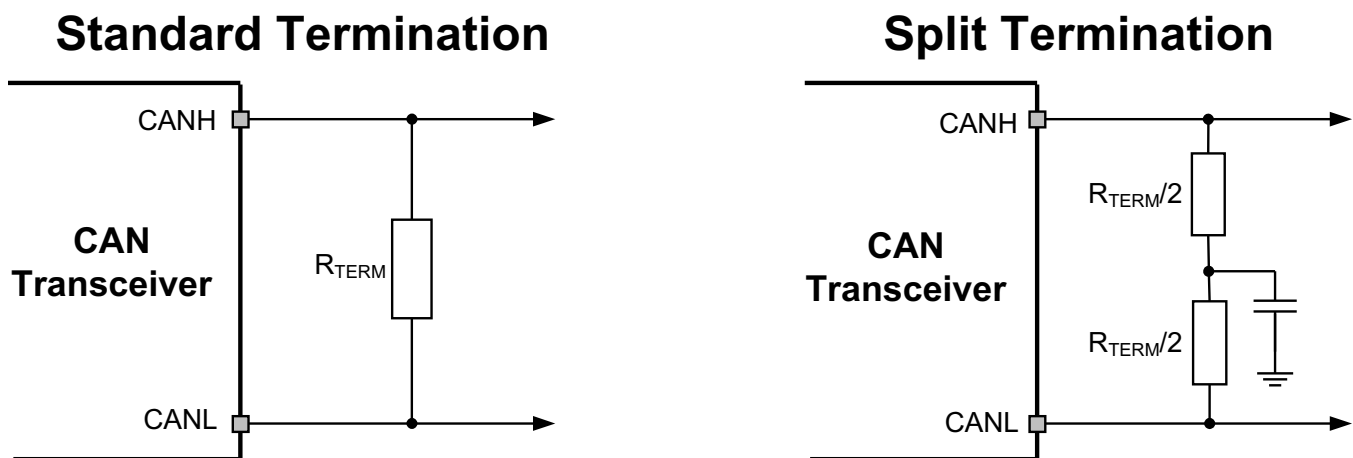 Standard Termination
CANH
CAN
Transceiver
RTERM
CANL
Split Termination
CANH
RTERM/2
CAN
Transceiver
RTERM/2
CANL